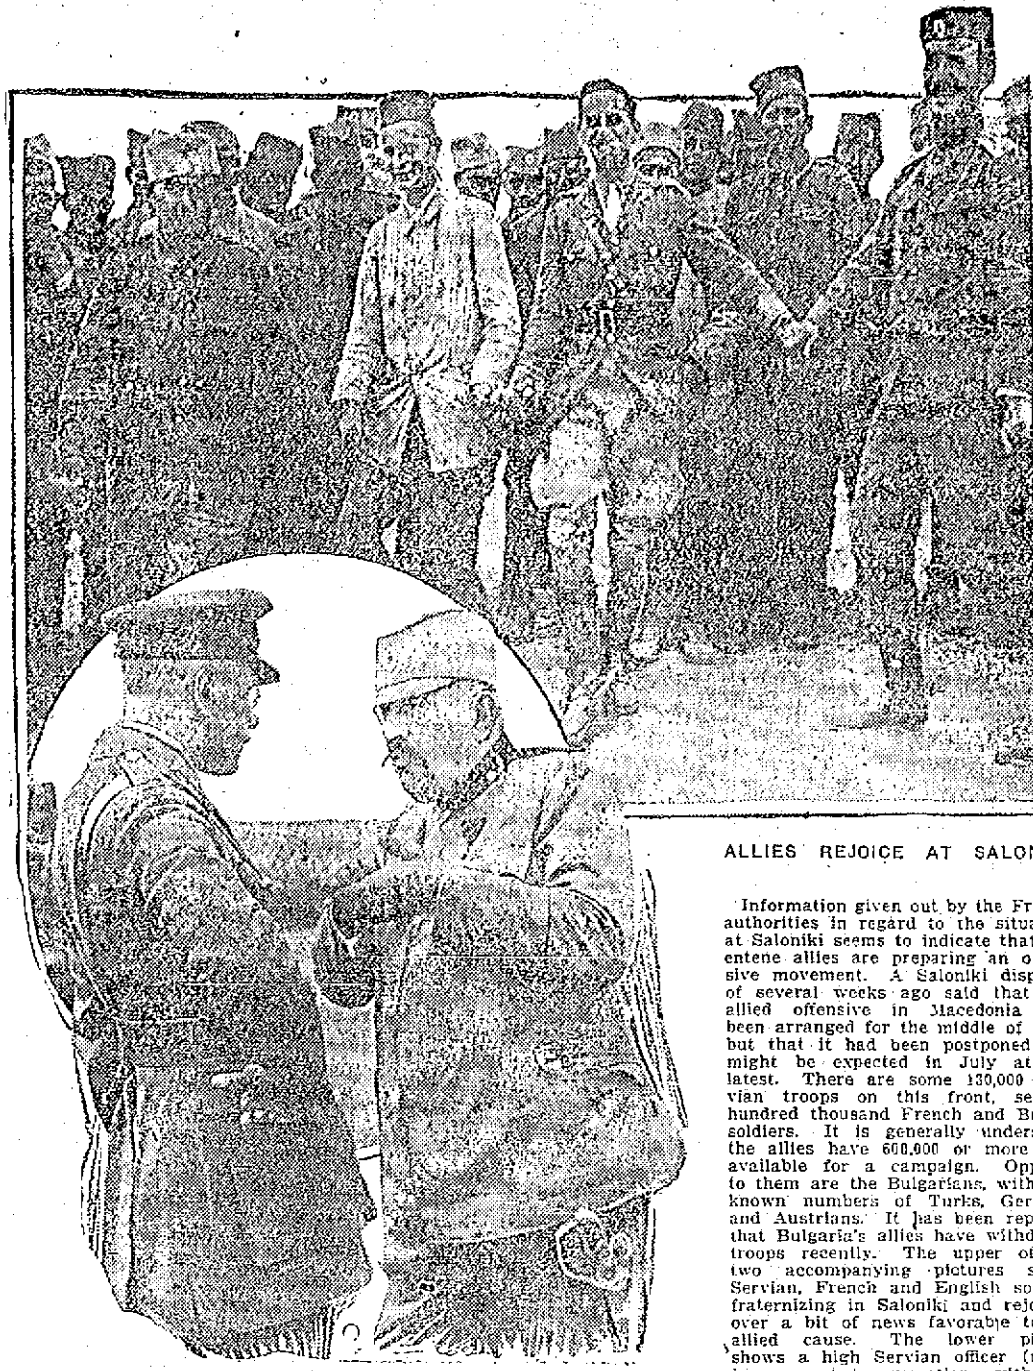 ALLIES REJOICE AT SALON
Information given out by the Fr
authorities in regard to the situa
at Saloniki seems to indicate that
entene allies are preparing an o
sive movement. A Saloniki disp
of several weeks ago said that
allied offensive in Macedonia
been arranged for the middle of
but that it had been postponed
might be expected in July at
latest. There are some 130,000
vian troops on this front, se
hundred thousand French and B
soldiers. It is generally unders
the allies have 600,000 or more
available for a campaign. Op
to them are the Bulgarians, with
known numbers of Turks, Ger
and Austrians. It has been rep
that Bulgaria's allies have withd
troops recently. The upper o
two accompanying pictures s
Servian, French and English so
fraternizing in Saloniki and rejo
over a bit of news favorable t
allied cause. The lower pi
shows a high Servian officer (